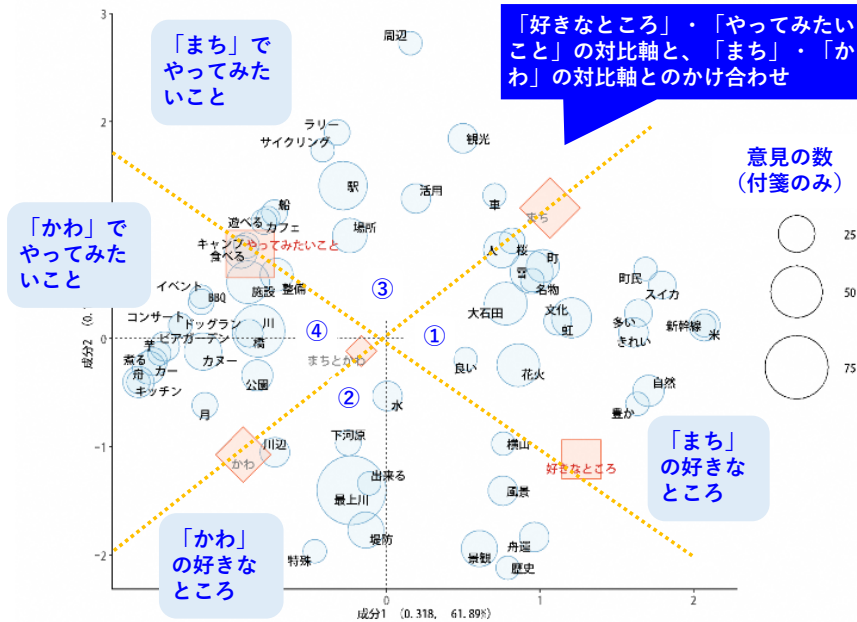 「まち」で
やってみた
いこと
「好きなところ」・「やってみたい
こと」の対比軸と、「まち」・「か
わ」の対比軸とのかけ合わせ
意見の数
（付箋のみ）
25
50
75
「かわ」で
やってみた
いこと
「まち」
の好きな
ところ
「かわ」
の好きな
ところ
①
②
③
④
3
2
1
0
−1
−2
成分2 (0.
0
1
2
成分1 (0.318, 61.89%)
周辺
ラリー
サイクリング
観光
駅
活用
車
まち
船
遊べる
カフェ
場所
キャンプ
やってみたいこと
食べる
人
桜
町
雪
名物
町民
スイカ
イベント
BBQ
施設
整備
大石田
文化
虹
多い
きれい
新幹線
米
コンサート
ドッグラン
川
ビアガーデン
橋
芋
煮る
カー
カヌー
舟
キッチン
まちとかわ
良い
花火
公園
自然
豊か
月
水
川辺
かわ
下河原
横山
好きなところ
出来る
最上川
風景
堤防
特殊
景観
舟運
歴史